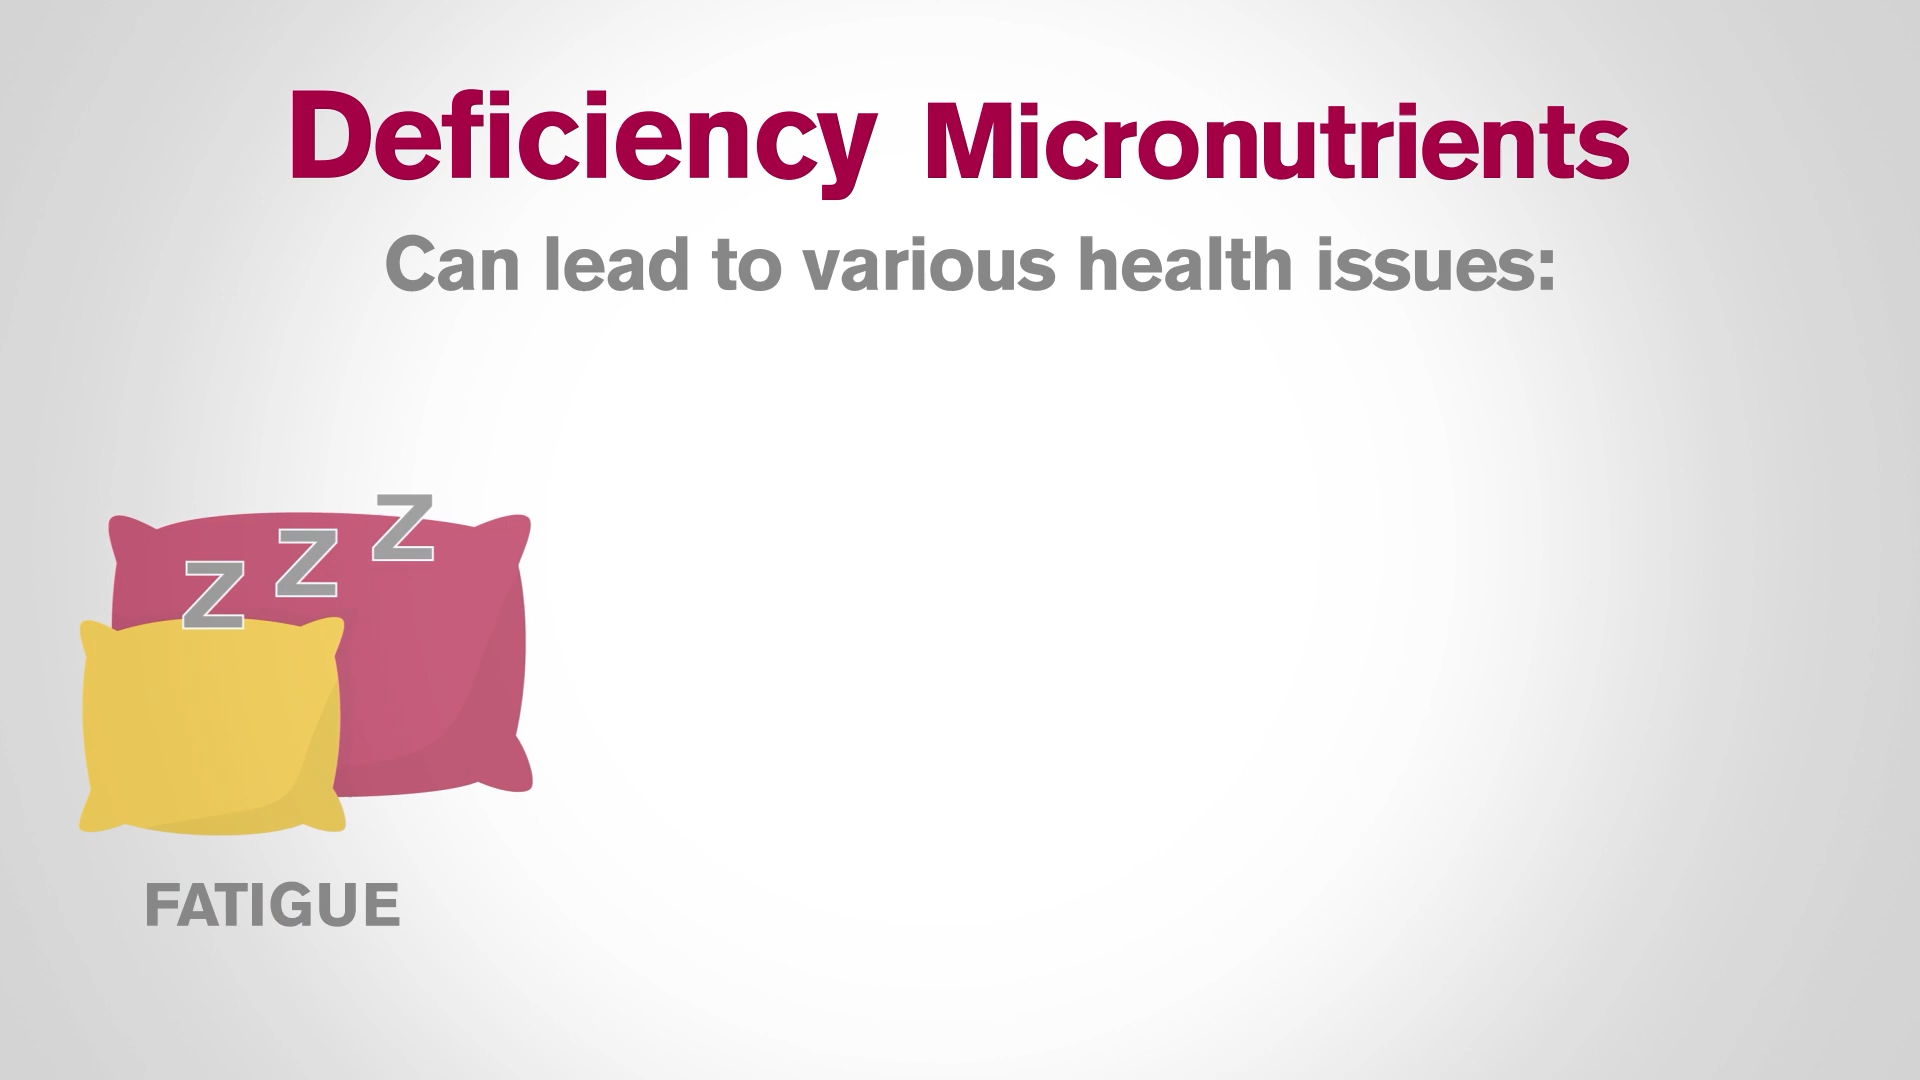 Deficiency Micronutrients
Can lead to various health issues:
Z Z Z
FATIGUE